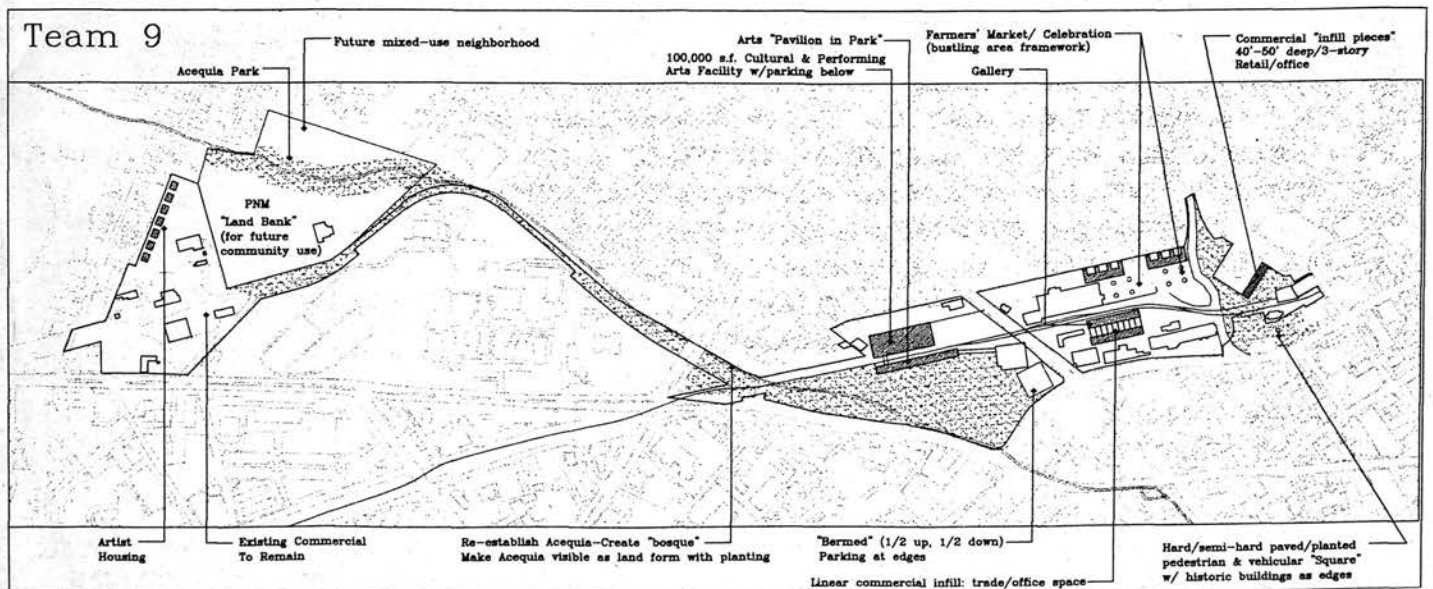 Team 9
Future mixed-use neighborhood
Acequia Park
Arts "Pavilion in Park"
100,000 s.f. Cultural & Performing
Arts Facility w/parking below
Farmers' Market/ Celebration
(bustling area framework)
Gallery
Commercial "infill pieces"
40'-50' deep/3-story
Retail/office
PNM
"Land Bank"
(for future
community use)
Artist
Housing
Existing Commercial
To Remain
Re-establish Acequia-Create "bosque"
Make Acequia visible as land form with planting
"Bermed" (1/2 up, 1/2 down)
Parking at edges
Linear commercial infill: trade/office space
Hard/semi-hard paved/planted
pedestrian & vehicular "Square"
w/ historic buildings as edges